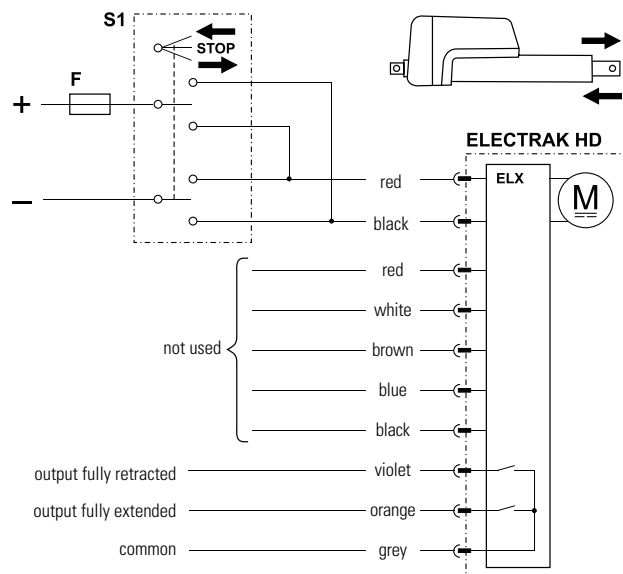 S1
STOP
F
+
–
ELECTRAK HD
ELX
M
red
black
red
white
not used
brown
blue
black
output fully retracted violet
output fully extended orange
common grey